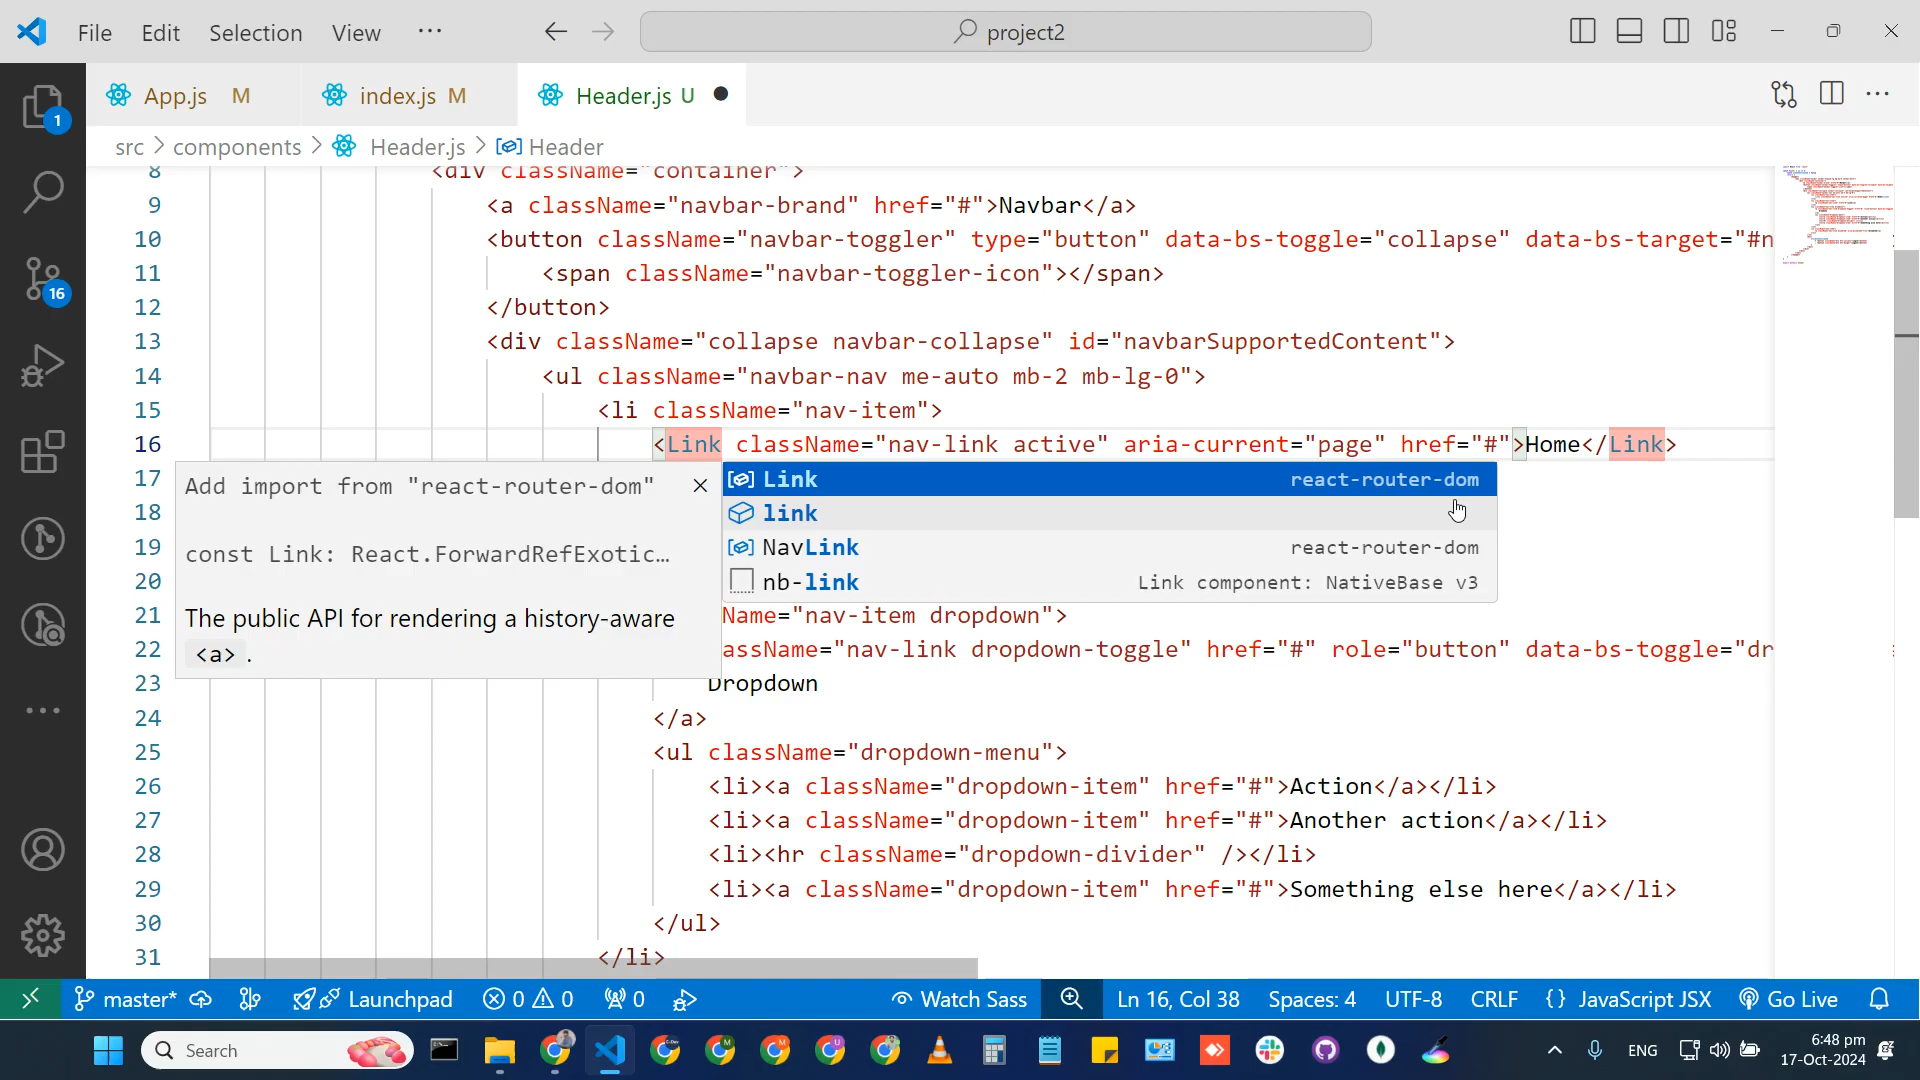 File Edit Selection View ···
project2
App.js M index.js M Header.js U
src > components > Header.js > Header
8 <div className="container">
9 <a className="navbar-brand" href="#">Navbar</a>
10 <button className="navbar-toggler" type="button" data-bs-toggle="collapse" data-bs-target="#n
11 <span className="navbar-toggler-icon"></span>
12 </button>
13 <div className="collapse navbar-collapse" id="navbarSupportedContent">
14 <ul className="navbar-nav me-auto mb-2 mb-lg-0">
15 <li className="nav-item">
16 <Link className="nav-link active" aria-current="page" href="#">Home</Link>
17
18
19
20
21 Name="nav-item dropdown">
22 assName="nav-link dropdown-toggle" href="#" role="button" data-bs-toggle="dr
23 Dropdown
24 </a>
25 <ul className="dropdown-menu">
26 <li><a className="dropdown-item" href="#">Action</a></li>
27 <li><a className="dropdown-item" href="#">Another action</a></li>
28 <li><hr className="dropdown-divider" /></li>
29 <li><a className="dropdown-item" href="#">Something else here</a></li>
30 </ul>
31 </li>
Add import from "react-router-dom"
const Link: React.ForwardRefExotic…
The public API for rendering a history-aware
<a> .
Link react-router-dom
link
NavLink react-router-dom
nb-link Link component: NativeBase v3
1
16
master* Launchpad 0 0 0 Watch Sass Ln 16, Col 38 Spaces: 4 UTF-8 CRLF {} JavaScript JSX Go Live
Search ENG 6:48 pm
17-Oct-2024